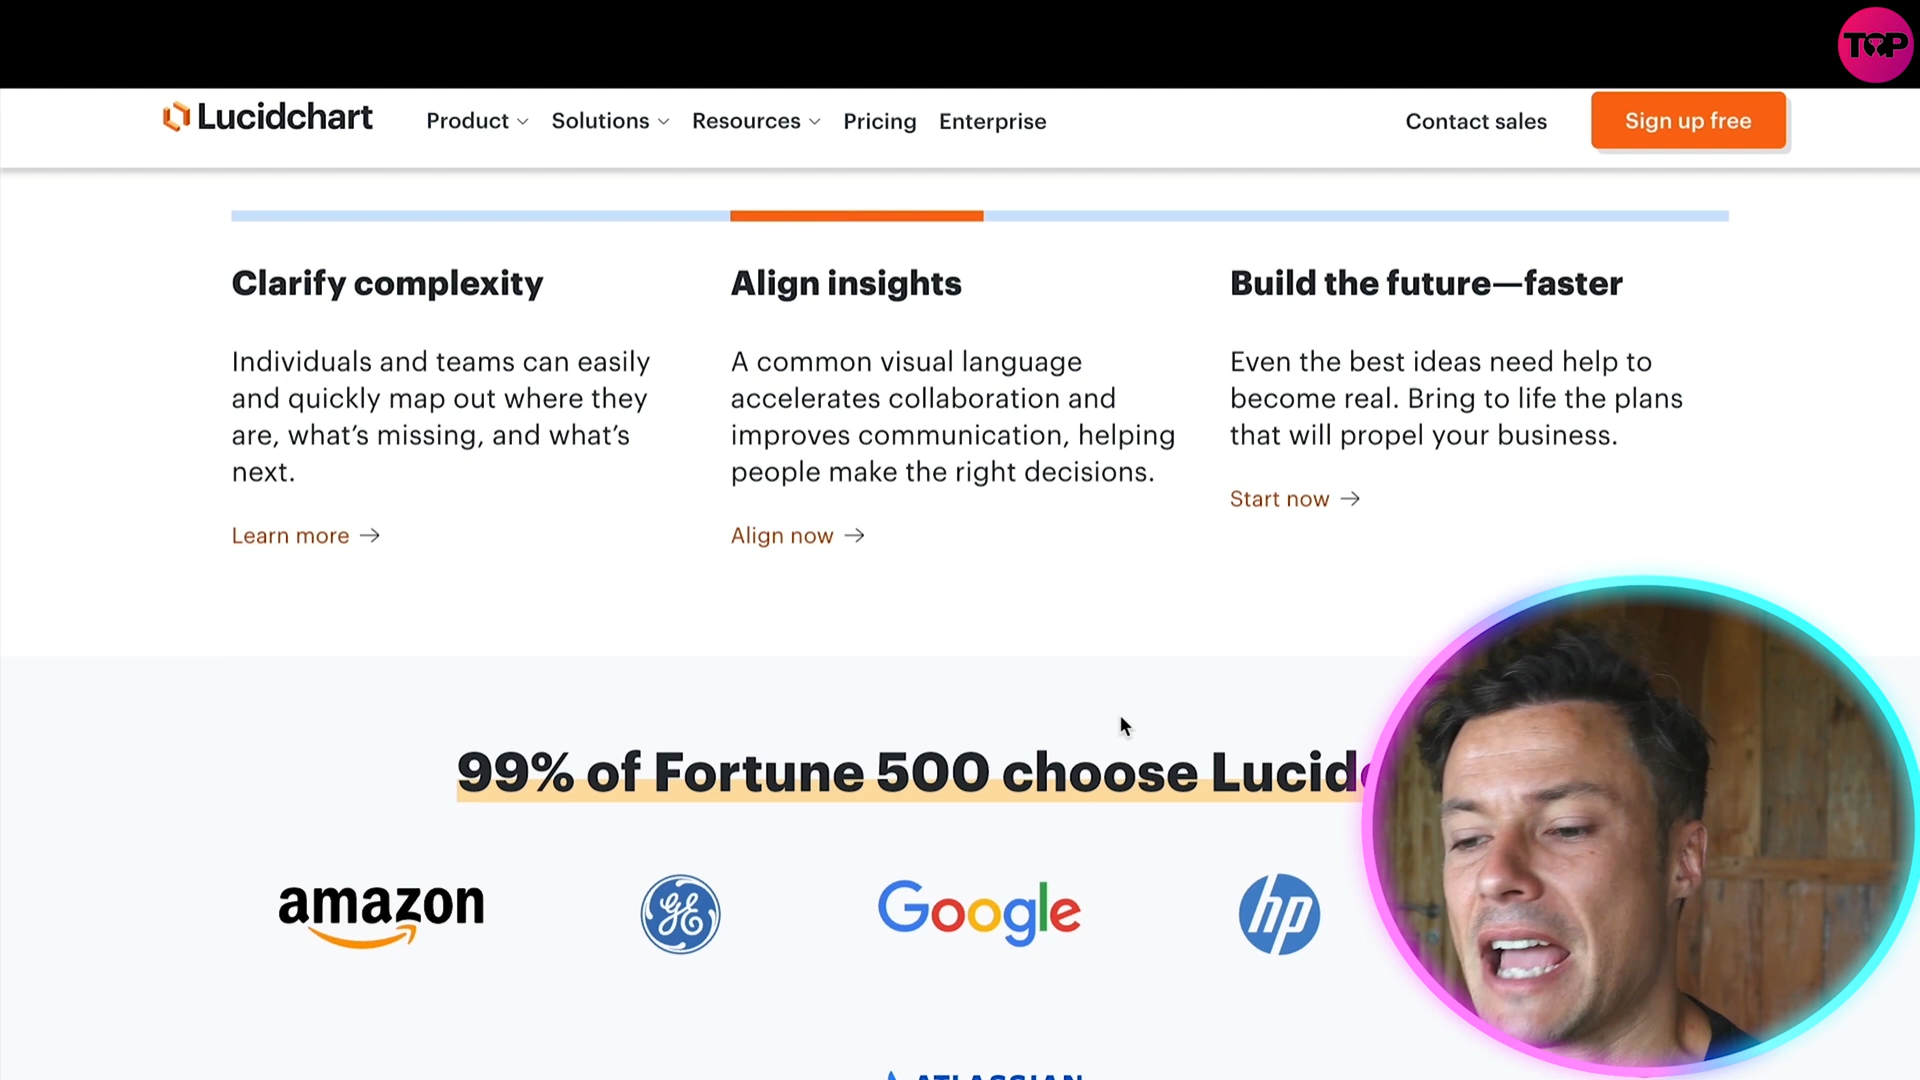 TOP
Lucidchart Product Solutions Resources Pricing Enterprise Contact sales Sign up free
Clarify complexity
Individuals and teams can easily
and quickly map out where they
are, what’s missing, and what’s
next.
Learn more
Align insights
A common visual language
accelerates collaboration and
improves communication, helping
people make the right decisions.
Align now
Build the future—faster
Even the best ideas need help to
become real. Bring to life the plans
that will propel your business.
Start now
99% of Fortune 500 choose Lucid
amazon GE Google hp
ATLASSIAN